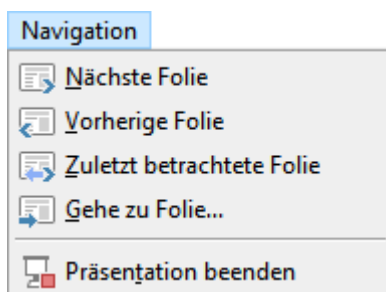 Navigation
Nächste Folie
Vorherige Folie
Zuletzt betrachtete Folie
Gehe zu Folie...
Präsentation beenden